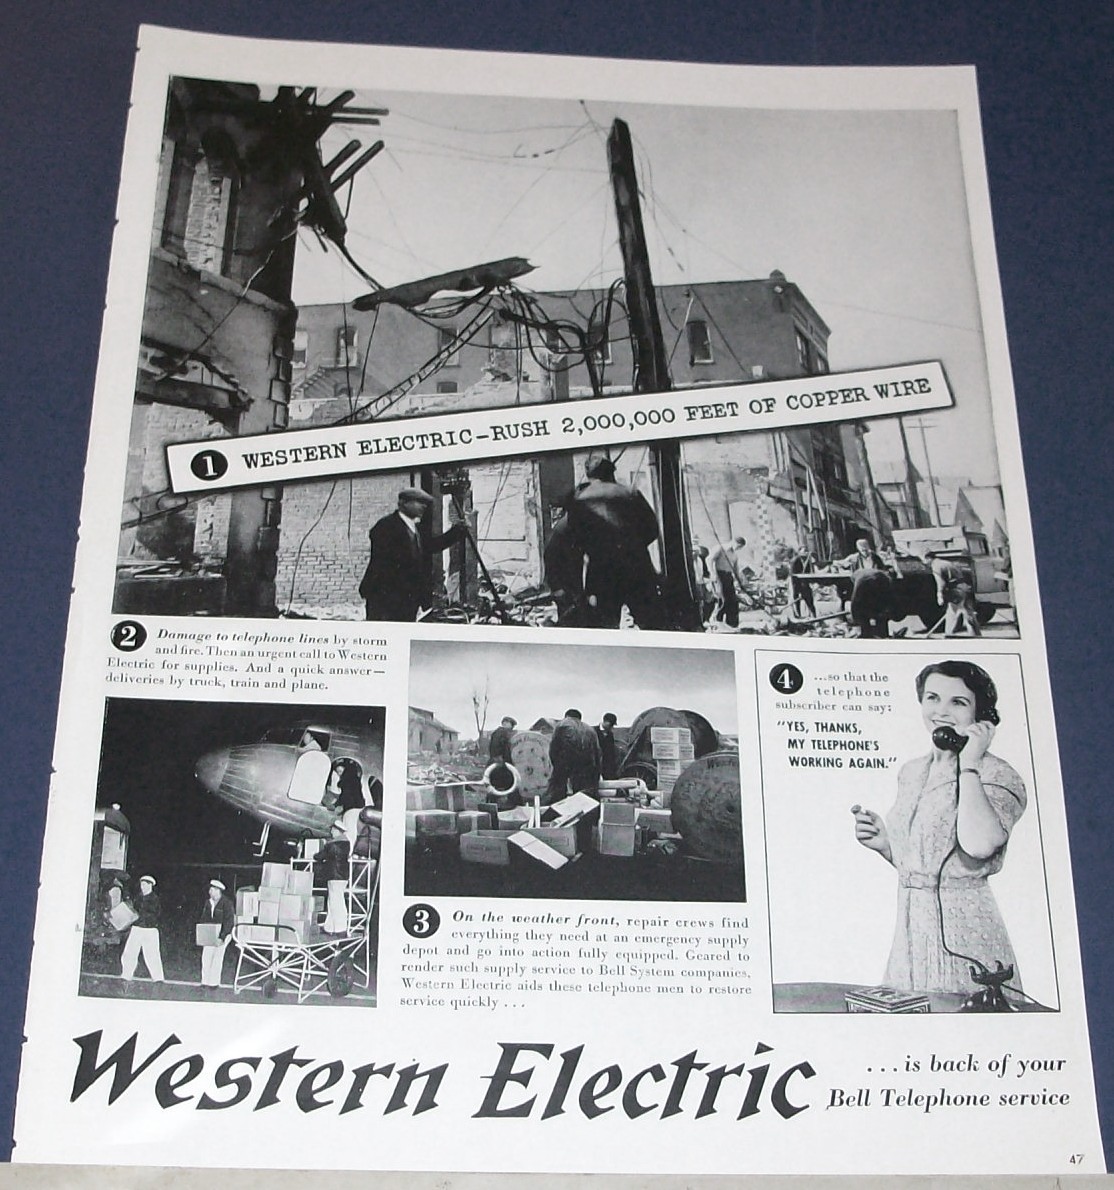 1 WESTERN ELECTRIC–RUSH 2,000,000 FEET OF COPPER WIRE
2 Damage to telephone lines by storm
and fire. Then an urgent call to Western
Electric for supplies. And a quick answer—
deliveries by truck, train and plane.
3 On the weather front, repair crews find
everything they need at an emergency supply
depot and go into action fully equipped. Geared to
render such supply service to Bell System companies,
Western Electric aids these telephone men to restore
service quickly . . .
4 ...so that the
telephone
subscriber can say:
"YES, THANKS,
MY TELEPHONE'S
WORKING AGAIN."
Western Electric
. . . is back of your
Bell Telephone service
47